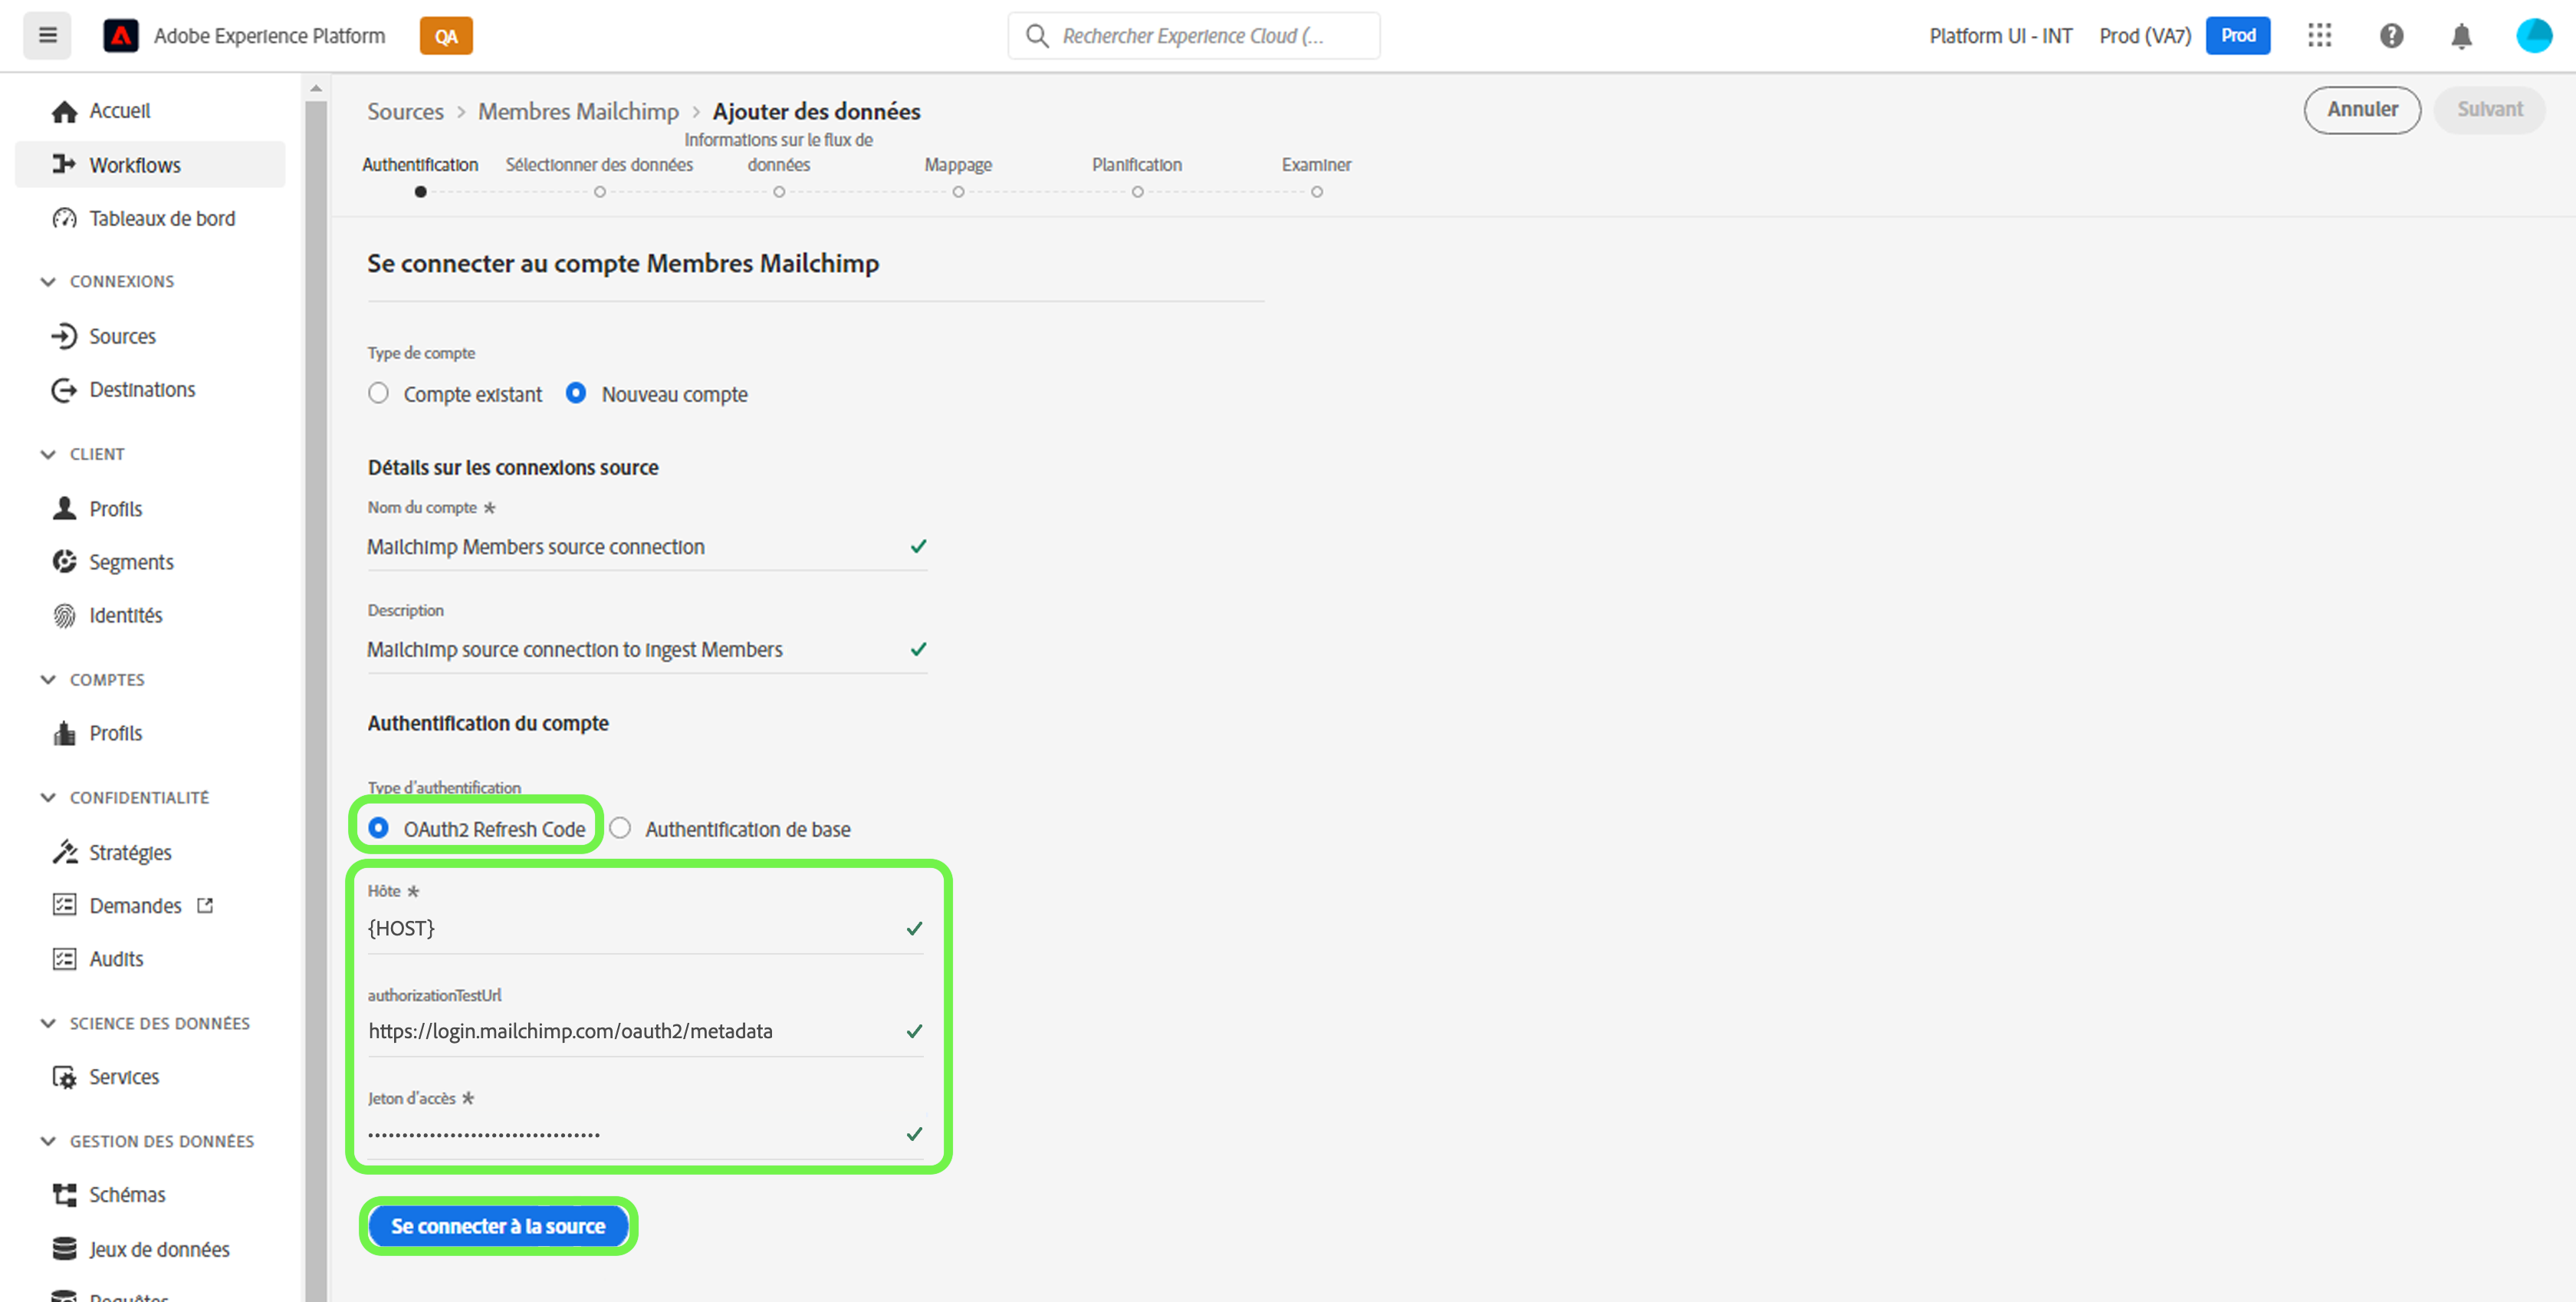 Adobe Experience Platform
QA
Rechercher Experience Cloud (...
Platform UI - INT
Prod (VA7)
Prod
Accueil
Workflows
Tableaux de bord
CONNEXIONS
Sources
Destinations
CLIENT
Profils
Segments
Identités
COMPTES
Profils
CONFIDENTIALITÉ
Stratégies
Demandes
Audits
SCIENCE DES DONNÉES
Services
GESTION DES DONNÉES
Schémas
Jeux de données
Requêtes
Sources > Membres Mailchimp > Ajouter des données
Annuler
Suivant
Authentification
Sélectionner des données
Informations sur le flux de
données
Mappage
Planification
Examiner
Se connecter au compte Membres Mailchimp
Type de compte
Compte existant
Nouveau compte
Détails sur les connexions source
Nom du compte *
Mailchimp Members source connection
Description
Mailchimp source connection to ingest Members
Authentification du compte
Type d'authentification
OAuth2 Refresh Code
Authentification de base
Hôte *
{HOST}
authorizationTestUrl
https://login.mailchimp.com/oauth2/metadata
Jeton d'accès *
Se connecter à la source